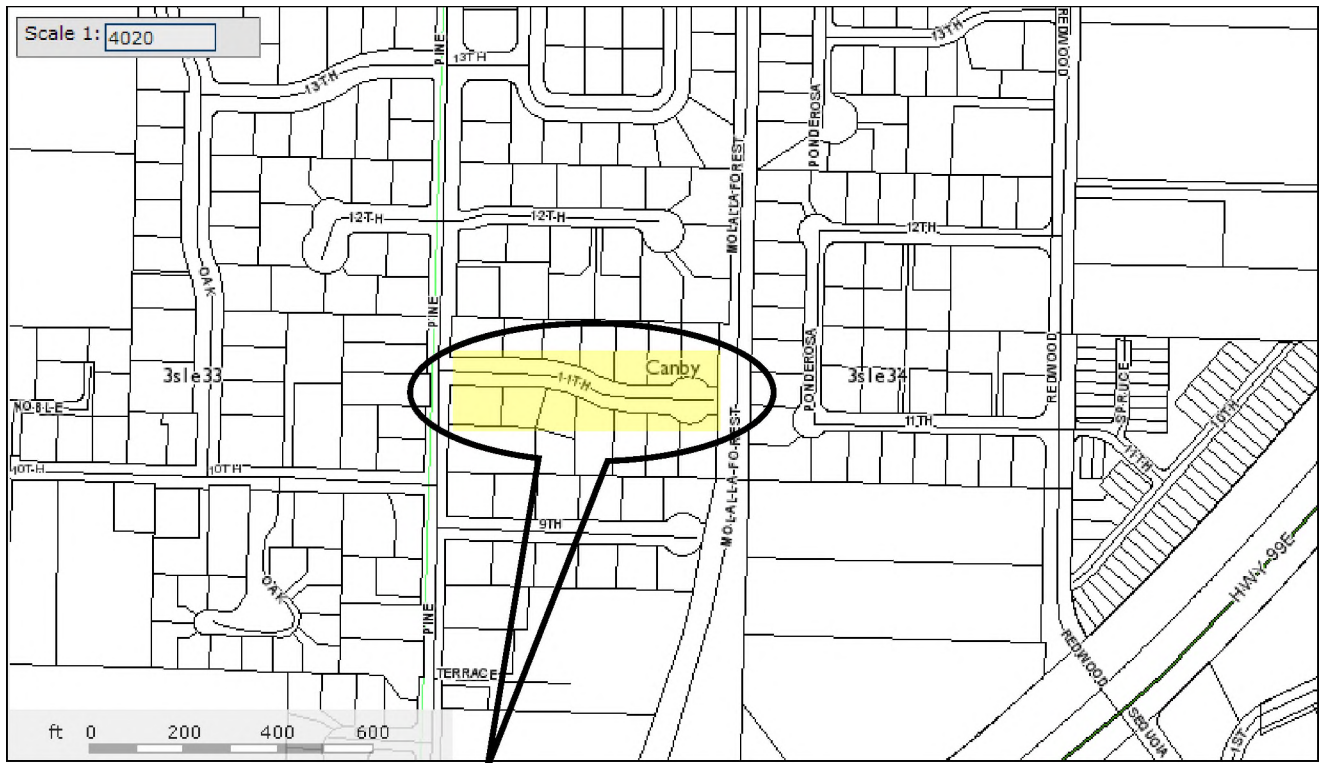 Scale 1: 4020
13TH
PINE
13TH
13TH
REDWOOD
PONDEROSA
MOLALLA FOREST
12TH
12TH
12TH
OAK
PINE
PONDEROSA
REDWOOD
3s1e33
Canby
3s1e34
SPRUCE
11TH
NOBLE
11TH
10TH
11TH
10TH
10TH
MOLALLA FOREST
9TH
OAK
PINE
HWY 99E
REDWOOD
TERRACE
SEQUOIA
1ST
ft 0 200 400 600